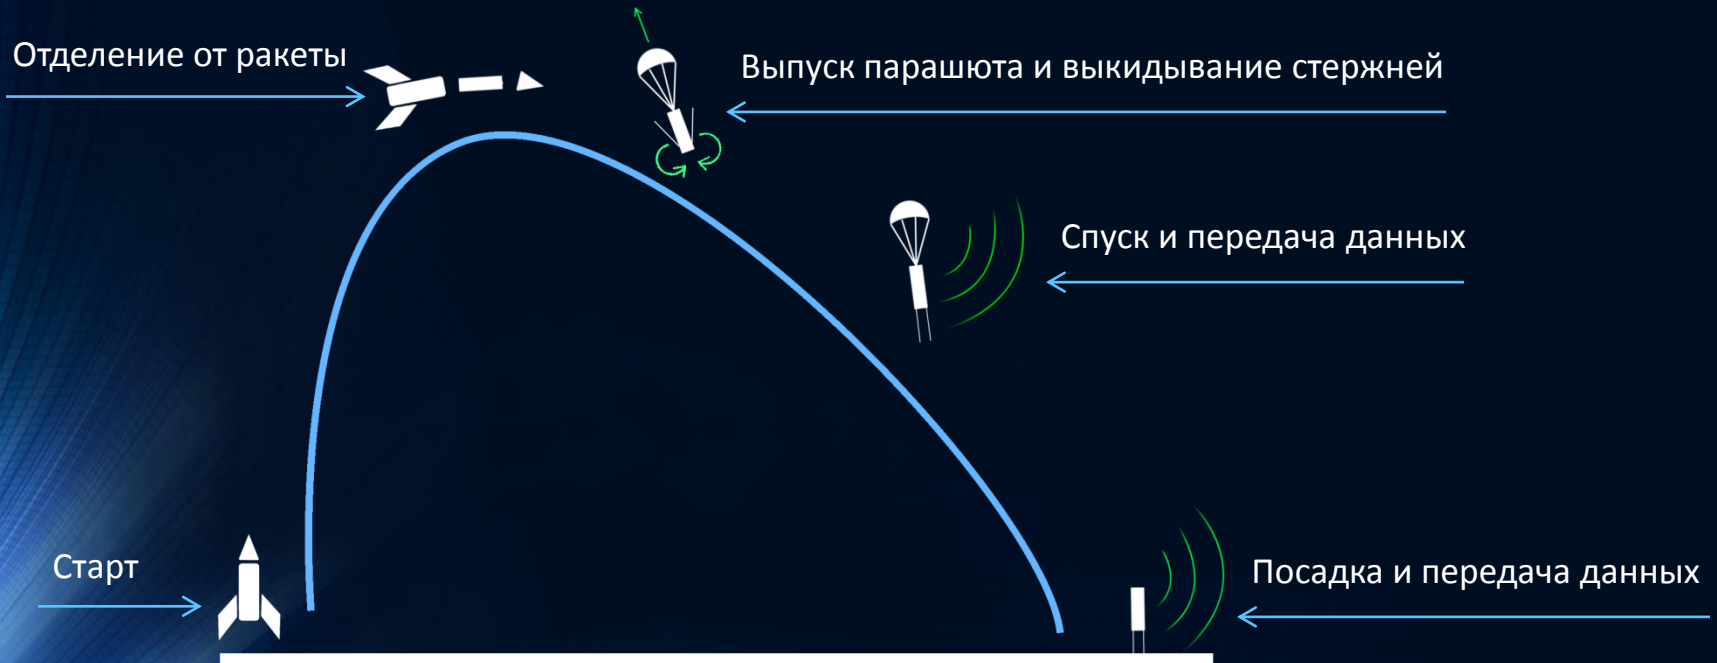 Отделение от ракеты
Выпуск парашюта и выкидывание стержней
Спуск и передача данных
Старт
Посадка и передача данных